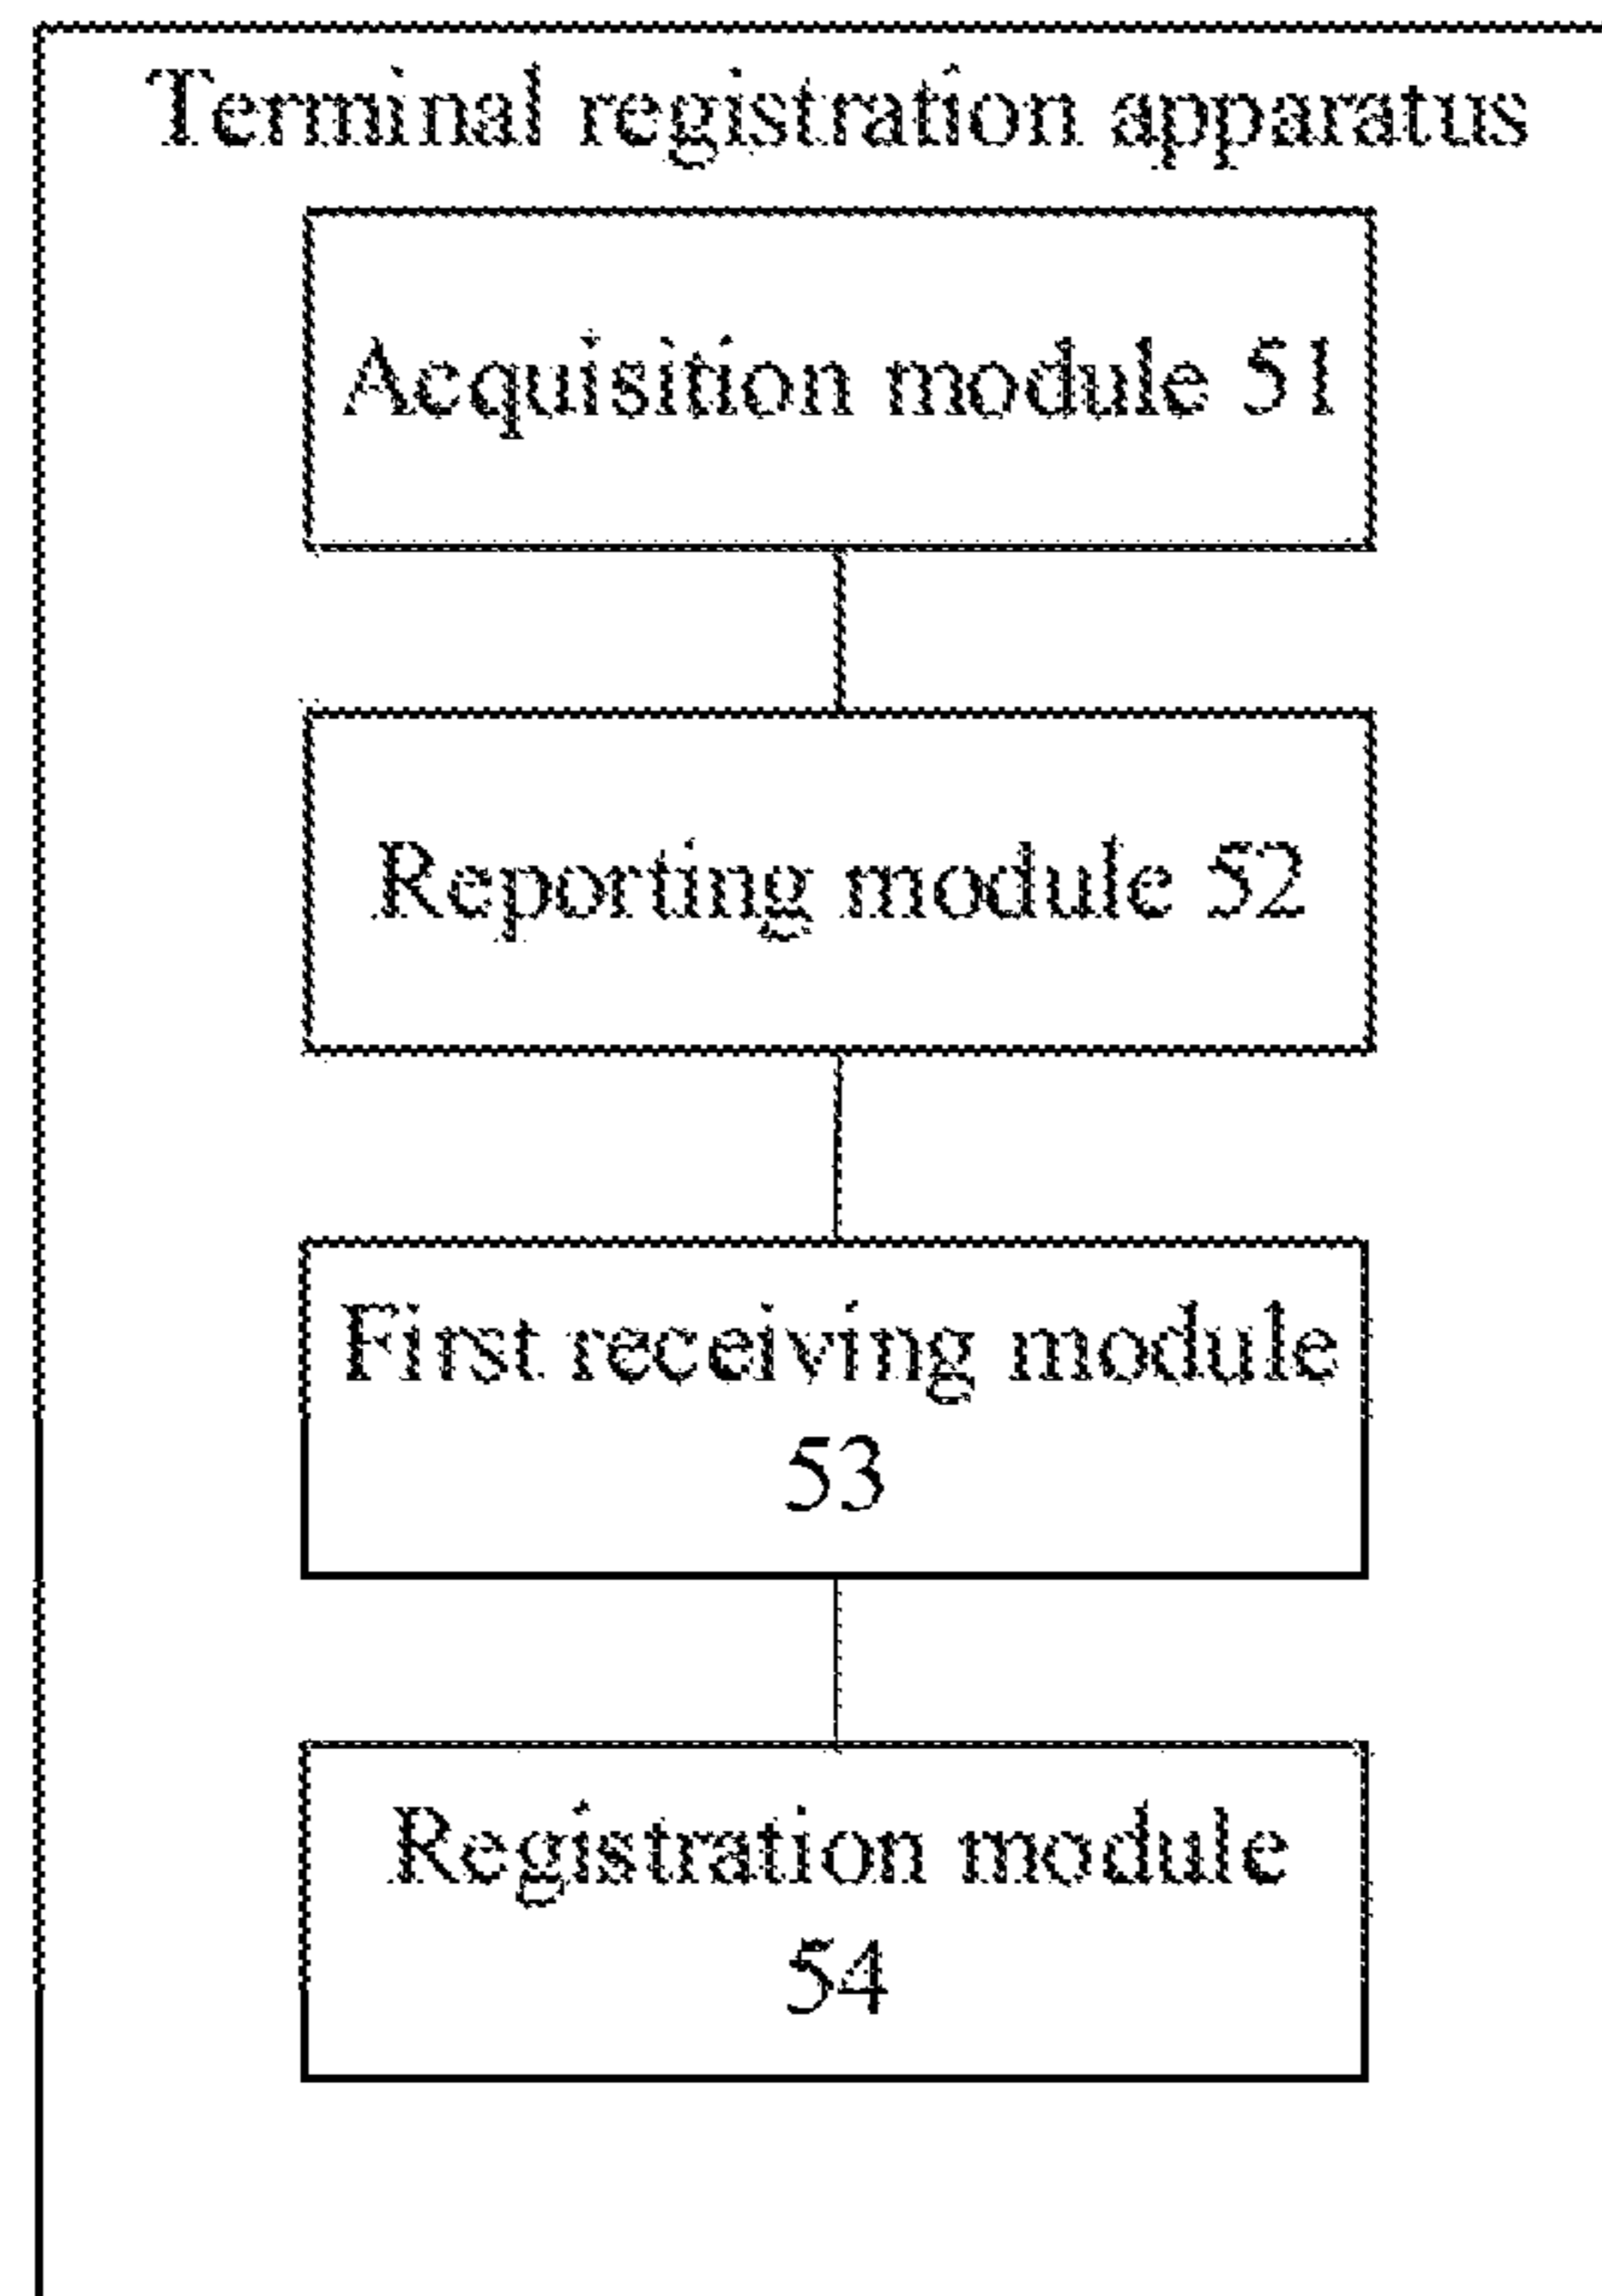 Terminal registration apparatus
Acquisition module 51
Reporting module 52
First receiving module
53
Registration module
54